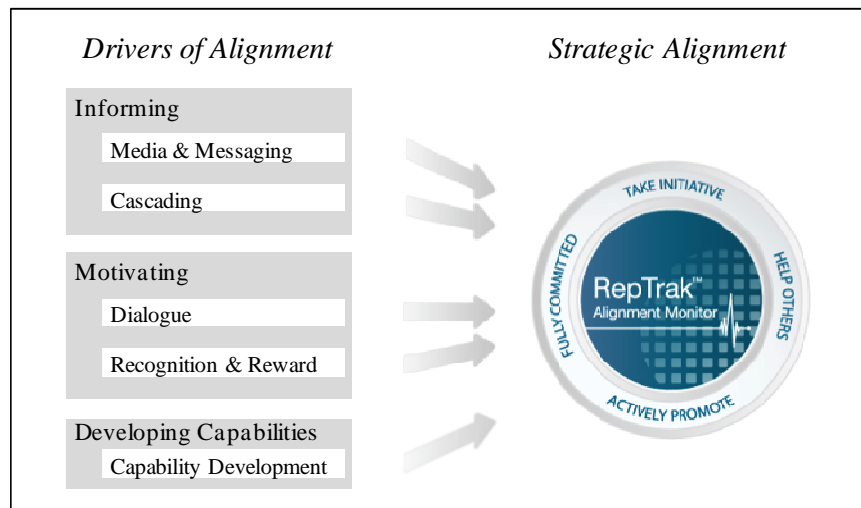 Drivers of Alignment
Strategic Alignment
Informing
Media & Messaging
Cascading
Motivating
Dialogue
Recognition & Reward
Developing Capabilities
Capability Development
TAKE INITIATIVE
FULLY COMMITTED
HELP OTHERS
RepTrak™
Alignment Monitor
ACTIVELY PROMOTE